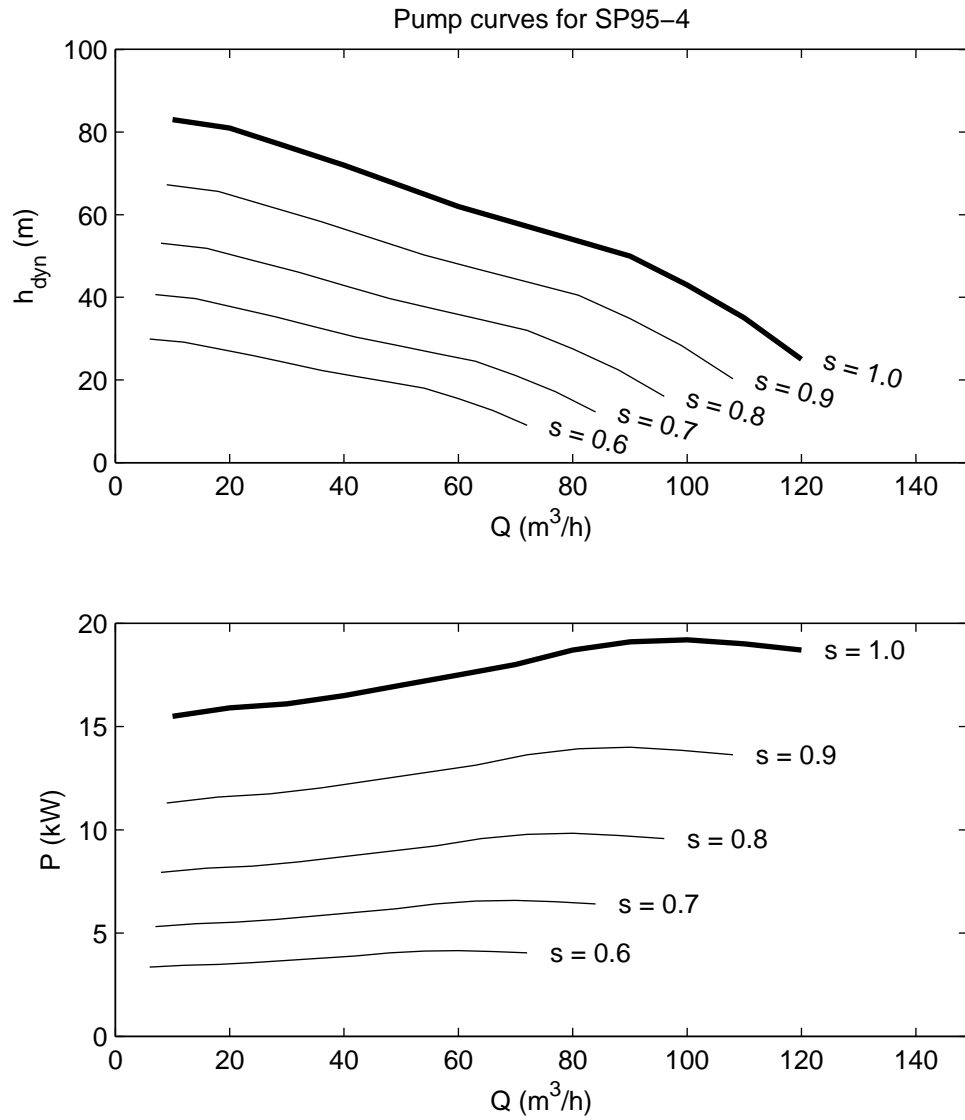 Pump curves for SP95−4
100
80
60
40
20
0
h_dyn (m)
s = 1.0
s = 0.9
s = 0.8
s = 0.7
s = 0.6
0 20 40 60 80 100 120 140
Q (m³/h)
20
15
10
5
0
P (kW)
s = 1.0
s = 0.9
s = 0.8
s = 0.7
s = 0.6
0 20 40 60 80 100 120 140
Q (m³/h)